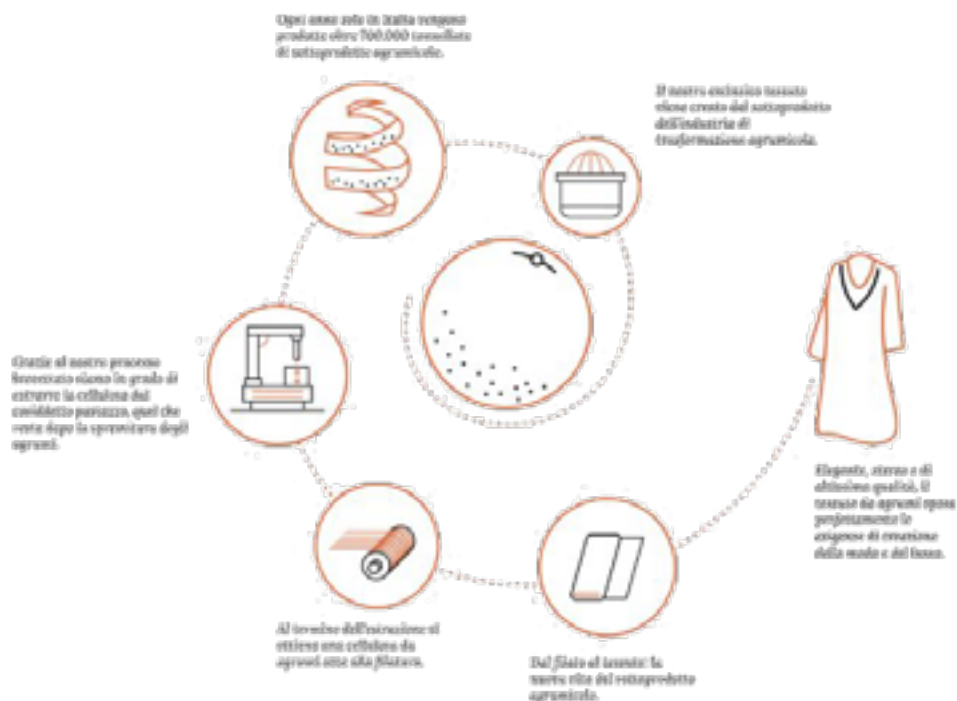 Ogni anno solo in Italia vengono
prodotte oltre 700.000 tonnellate
di sottoprodotto agrumicolo.
Il nostro esclusivo tessuto
viene creato dal sottoprodotto
dell'industria di
trasformazione agrumicola.
Grazie al nostro processo
brevettato siamo in grado di
estrarre la cellulosa dal
cosiddetto pastazzo, quel che
resta dopo la spremitura degli
agrumi.
Al termine dell'estrazione si
ottiene una cellulosa da
agrumi atta alla filatura.
Dal filato al tessuto: la
nuova vita del sottoprodotto
agrumicolo.
Elegante, etereo e di
altissima qualità, il
tessuto da agrumi sposa
perfettamente le
esigenze di creazione
della moda e del lusso.